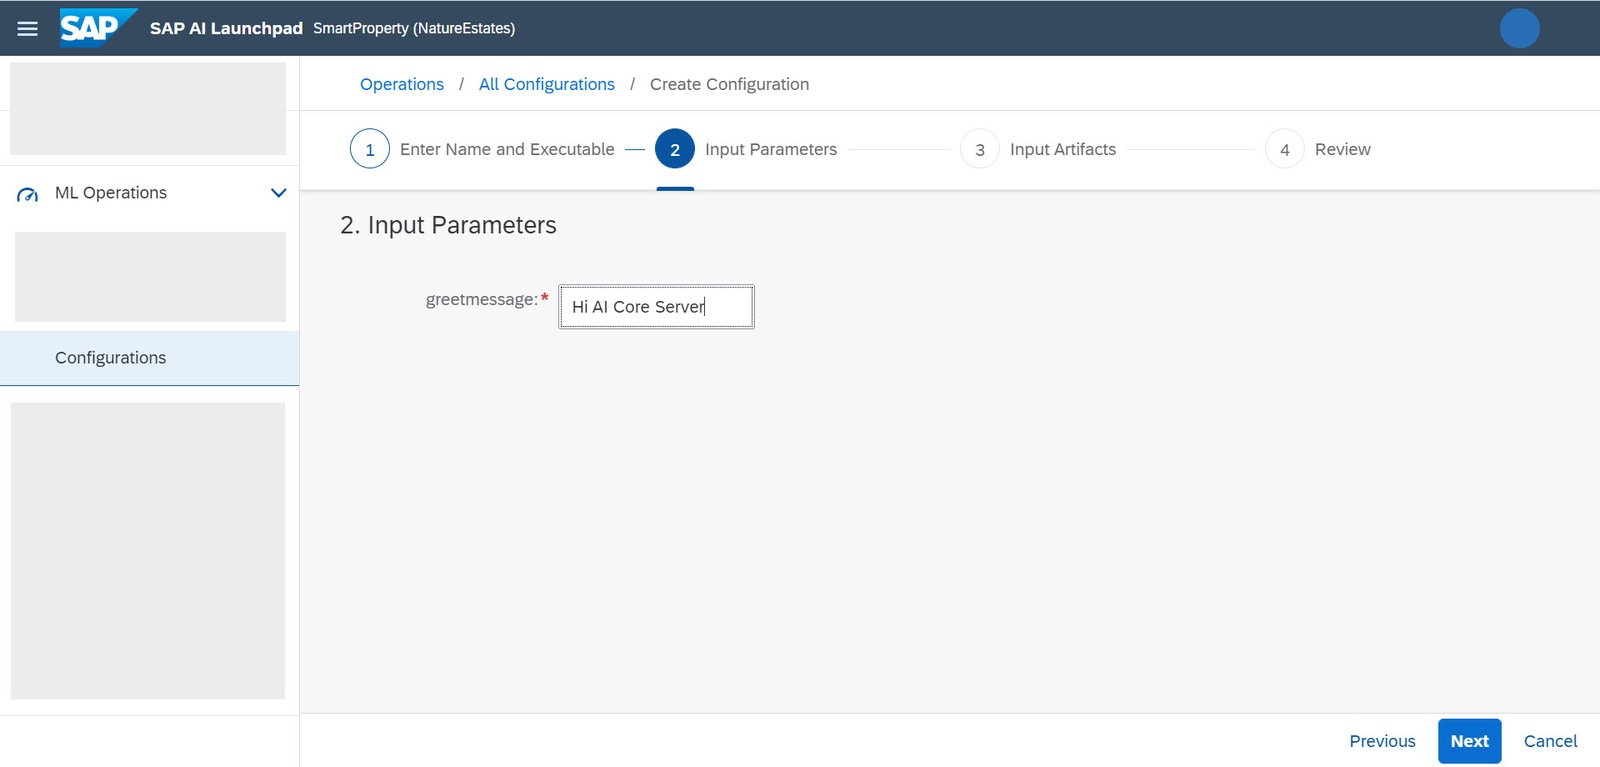 SAP SAP AI Launchpad SmartProperty (NatureEstates)
Operations / All Configurations / Create Configuration
1 Enter Name and Executable 2 Input Parameters 3 Input Artifacts 4 Review
ML Operations
2. Input Parameters
greetmessage:* Hi AI Core Server
Configurations
Previous Next Cancel